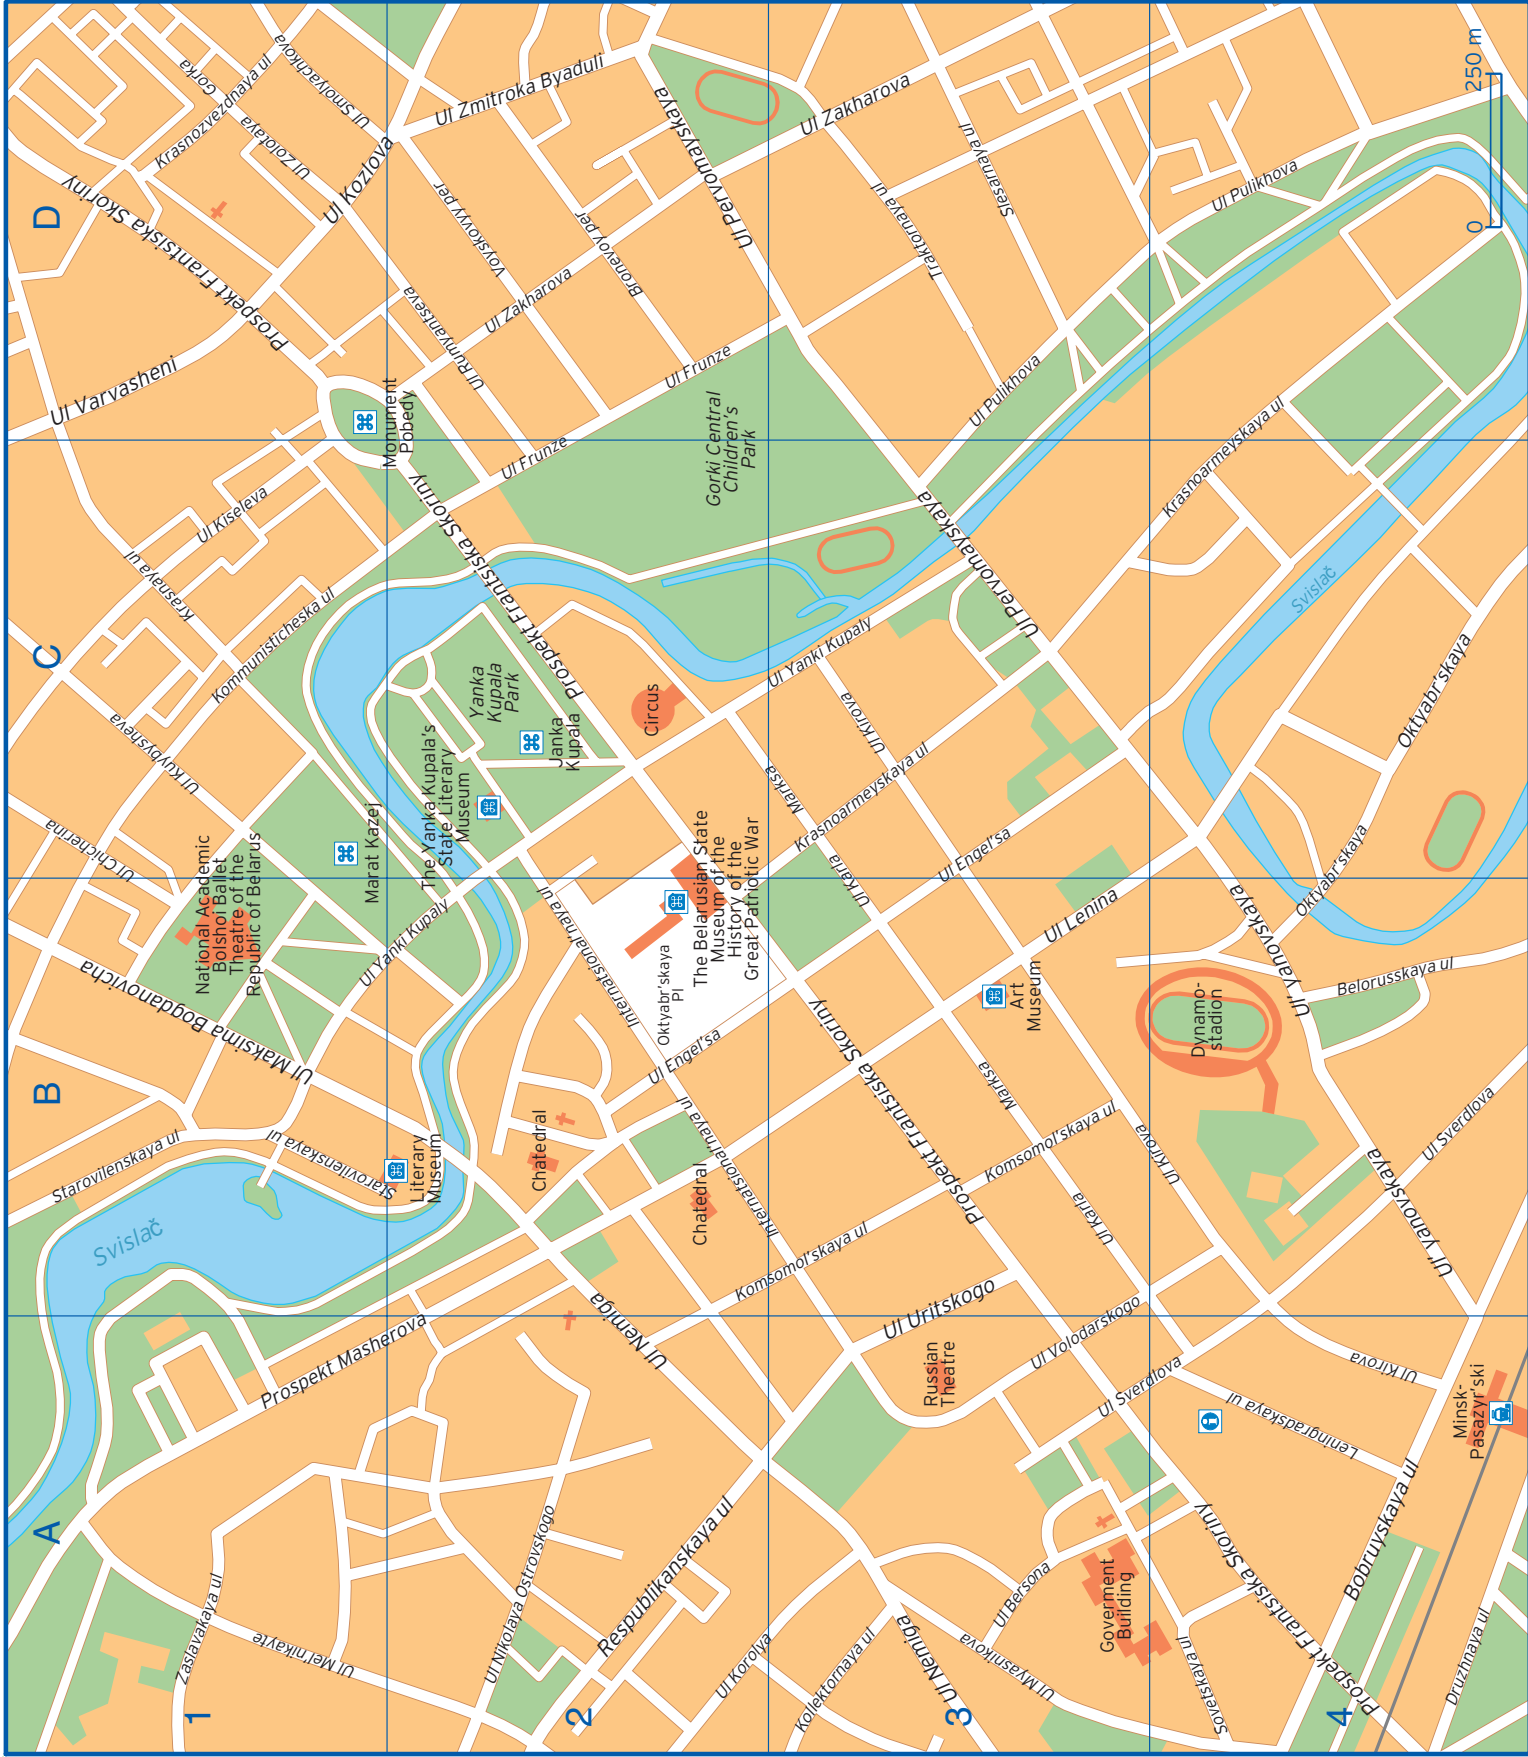 A
B
C
D
1
2
3
4
0
250 m
Svislač
Starovilenskaya ul
Starovilenskaya ul
Ul Maksima Bogdanovicha
Ul Chicherina
Ul Kuybysheva
Krasnaya ul
Kommunisticheska ul
Ul Kiseleva
Ul Varvasheni
Prospekt Frantsiska Skoriny
Ul Kozlova
Krasnozvezdnaya ul
Gorka
Ul Zolotaya
Ul Smolyachkova
National Academic
Bolshoi Ballet
Theatre of the
Republic of Belarus
Marat Kazej
Ul Yanki Kupaly
Monument
Pobedy
Prospekt Masherova
Zaslavakaya ul
Ul Mel'nikayte
Literary
Museum
The Yanka Kupala's
State Literary
Museum
Yanka
Kupala
Park
Janka
Kupala
Circus
Prospekt Frantsiska Skoriny
Ul Frunze
Ul Frunze
Ul Rumyantseva
Ul Zakharova
Voyskovyy per
Bronevoy per
Ul Zmitroka Byaduli
Ul Pervomayskaya
Ul Pervomayskaya
Gorki Central
Children's
Park
Chatedral
Chatedral
Internatsional'naya ul
Internatsional'naya ul
Oktyabr'skaya
Pl
The Belarusian State
Museum of the
History of the
Great Patriotic War
Ul Engel'sa
Ul Nemiga
Ul Nikolaya Ostrovskogo
Respublikanskaya ul
Ul Korolya
Kollektornaya ul
Ul Nemiga
Ul Myasnikova
Ul Bersona
Komsomol'skaya ul
Komsomol'skaya ul
Ul Uritskogo
Russian
Theatre
Ul Volodarskogo
Ul Sverdlova
Prospekt Frantsiska Skoriny
Ul Karla
Marksa
Ul Karla
Marksa
Ul Kirova
Ul Kirova
Krasnoarmeyskaya ul
Ul Engel'sa
Ul Lenina
Art
Museum
Ul Yanki Kupaly
Ul Pervomayskaya
Ul Pulikhova
Ul Pulikhova
Traktornaya ul
Slesarnaya ul
Ul Zakharova
Goverment
Building
Sovetskaya ul
Prospekt Frantsiska Skoriny
Bobruyskaya ul
Druzhnaya ul
Leningradskaya ul
Ul Kirova
Minsk-
Pasazyr'ski
Ul Sverdlova
Ul' yanovskaya
Ul' yanovskaya
Dynamo-
stadion
Belorusskaya ul
Oktyabr'skaya
Oktyabr'skaya
Krasnoarmeyskaya ul
Svislač